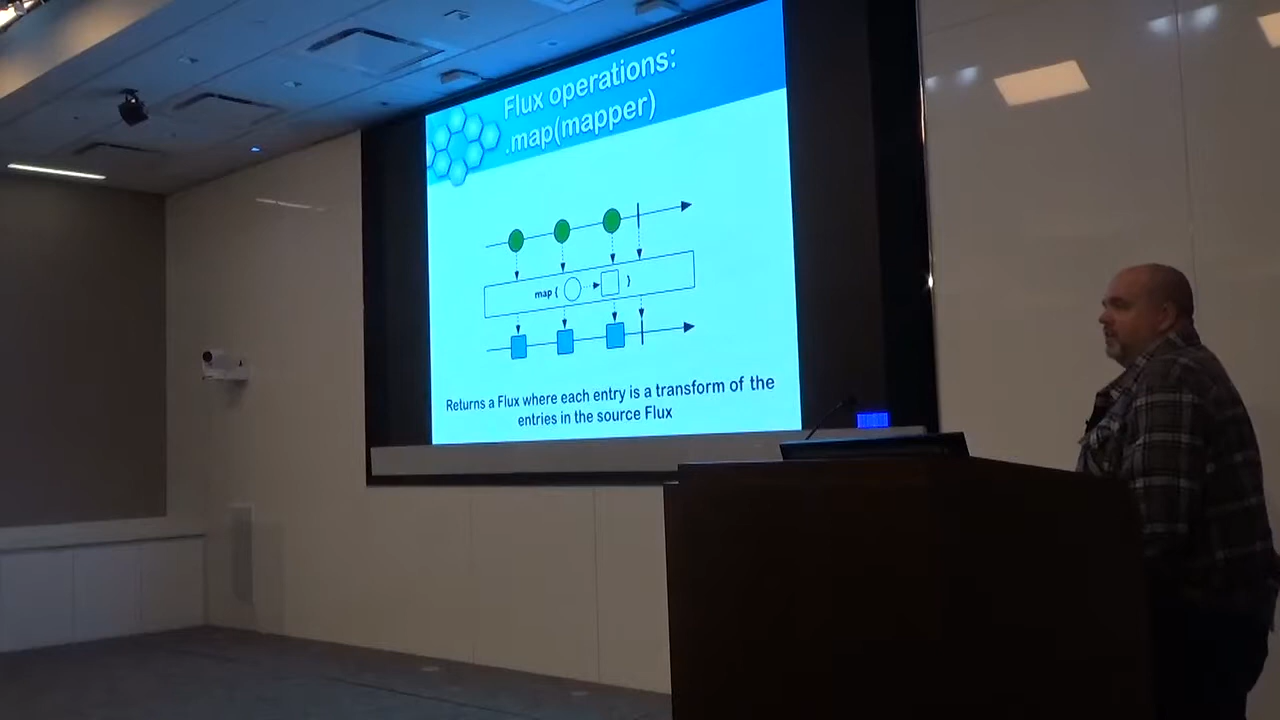 Flux operations:
.map(mapper)
map ( )
Returns a Flux where each entry is a transform of the
entries in the source Flux